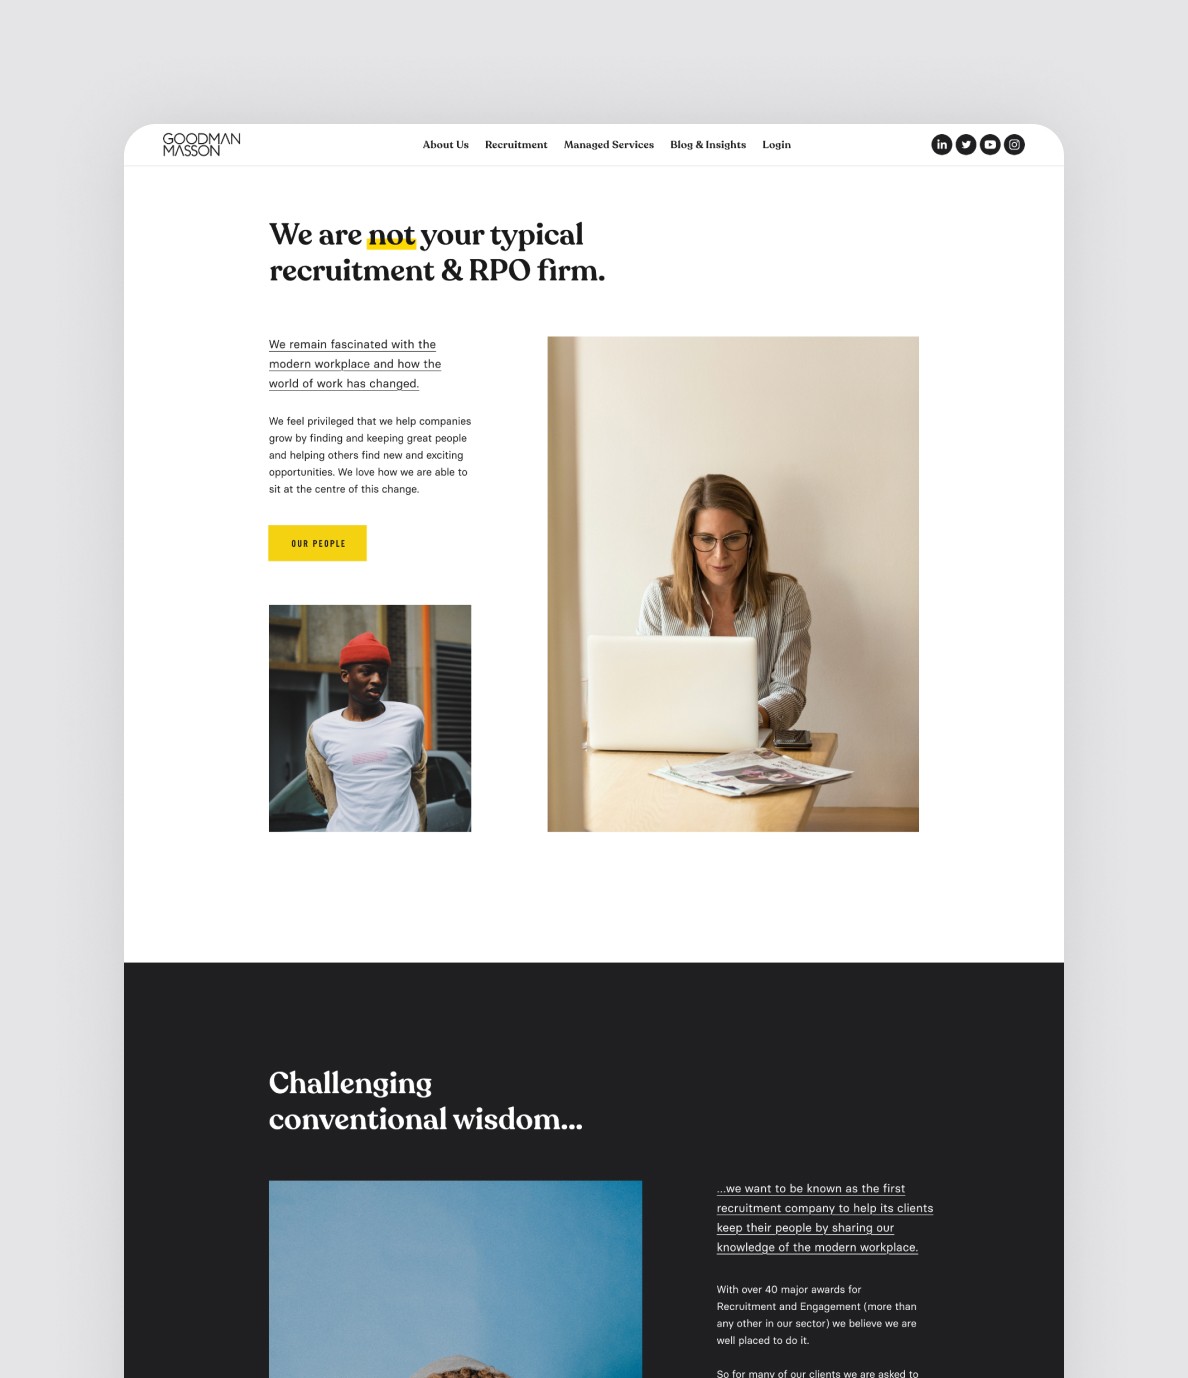 GOODMAN
MASSON
About Us Recruitment Managed Services Blog & Insights Login
in
We are not your typical
recruitment & RPO firm.
We remain fascinated with the
modern workplace and how the
world of work has changed.
We feel privileged that we help companies
grow by finding and keeping great people
and helping others find new and exciting
opportunities. We love how we are able to
sit at the centre of this change.
OUR PEOPLE
Challenging
conventional wisdom...
...we want to be known as the first
recruitment company to help its clients
keep their people by sharing our
knowledge of the modern workplace.
With over 40 major awards for
Recruitment and Engagement (more than
any other in our sector) we believe we are
well placed to do it.
So for many of our clients we are asked to